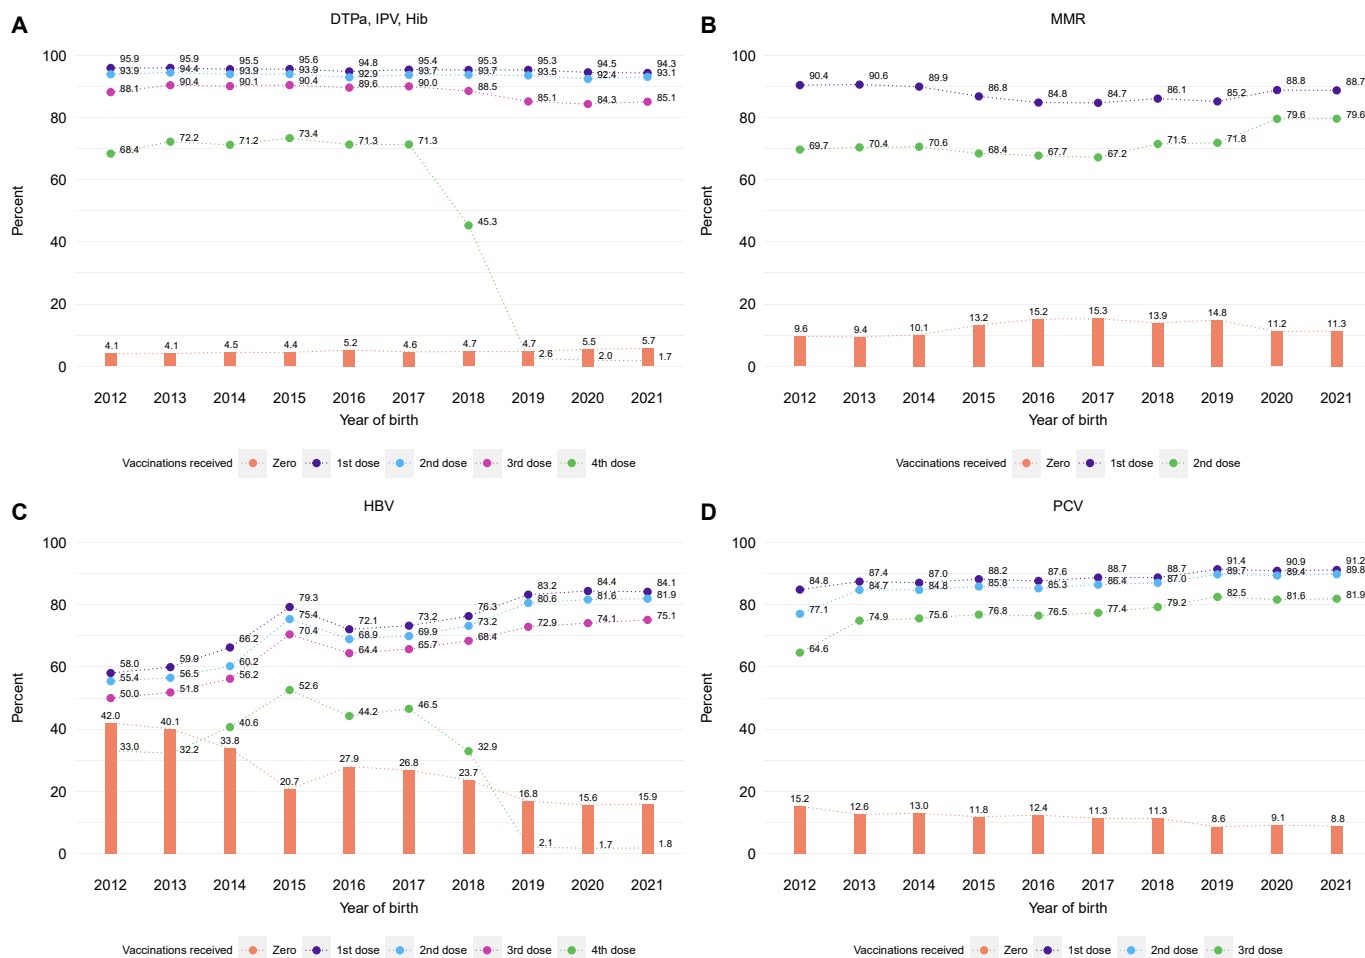 A
DTPa, IPV, Hib
Percent
100
80
60
40
20
0
95.9 95.9 95.5 95.6 94.8 95.4 95.3 95.3 94.5 94.3
93.9 94.4 93.9 93.9 92.9 93.7 93.7 93.5 92.4 93.1
88.1 90.4 90.1 90.4 89.6 90.0 88.5 85.1 84.3 85.1
68.4 72.2 71.2 73.4 71.3 71.3 45.3 2.6 2.0 1.7
4.1 4.1 4.5 4.4 5.2 4.6 4.7 4.7 5.5 5.7
2012 2013 2014 2015 2016 2017 2018 2019 2020 2021
Year of birth
Vaccinations received Zero 1st dose 2nd dose 3rd dose 4th dose
B
MMR
Percent
100
80
60
40
20
0
90.4 90.6 89.9 86.8 84.8 84.7 86.1 85.2 88.8 88.7
69.7 70.4 70.6 68.4 67.7 67.2 71.5 71.8 79.6 79.6
9.6 9.4 10.1 13.2 15.2 15.3 13.9 14.8 11.2 11.3
2012 2013 2014 2015 2016 2017 2018 2019 2020 2021
Year of birth
Vaccinations received Zero 1st dose 2nd dose
C
HBV
Percent
100
80
60
40
20
0
58.0 59.9 66.2 79.3 72.1 73.2 76.3 83.2 84.4 84.1
55.4 56.5 60.2 75.4 68.9 69.9 73.2 80.6 81.6 81.9
50.0 51.8 56.2 70.4 64.4 65.7 68.4 72.9 74.1 75.1
33.0 32.2 40.6 52.6 44.2 46.5 32.9 2.1 1.7 1.8
42.0 40.1 33.8 20.7 27.9 26.8 23.7 16.8 15.6 15.9
2012 2013 2014 2015 2016 2017 2018 2019 2020 2021
Year of birth
Vaccinations received Zero 1st dose 2nd dose 3rd dose 4th dose
D
PCV
Percent
100
80
60
40
20
0
84.8 87.4 87.0 88.2 87.6 88.7 88.7 91.4 90.9 91.2
77.1 84.7 84.8 85.8 85.3 86.4 87.0 89.7 89.4 89.8
64.6 74.9 75.6 76.8 76.5 77.4 79.2 82.5 81.6 81.9
15.2 12.6 13.0 11.8 12.4 11.3 11.3 8.6 9.1 8.8
2012 2013 2014 2015 2016 2017 2018 2019 2020 2021
Year of birth
Vaccinations received Zero 1st dose 2nd dose 3rd dose